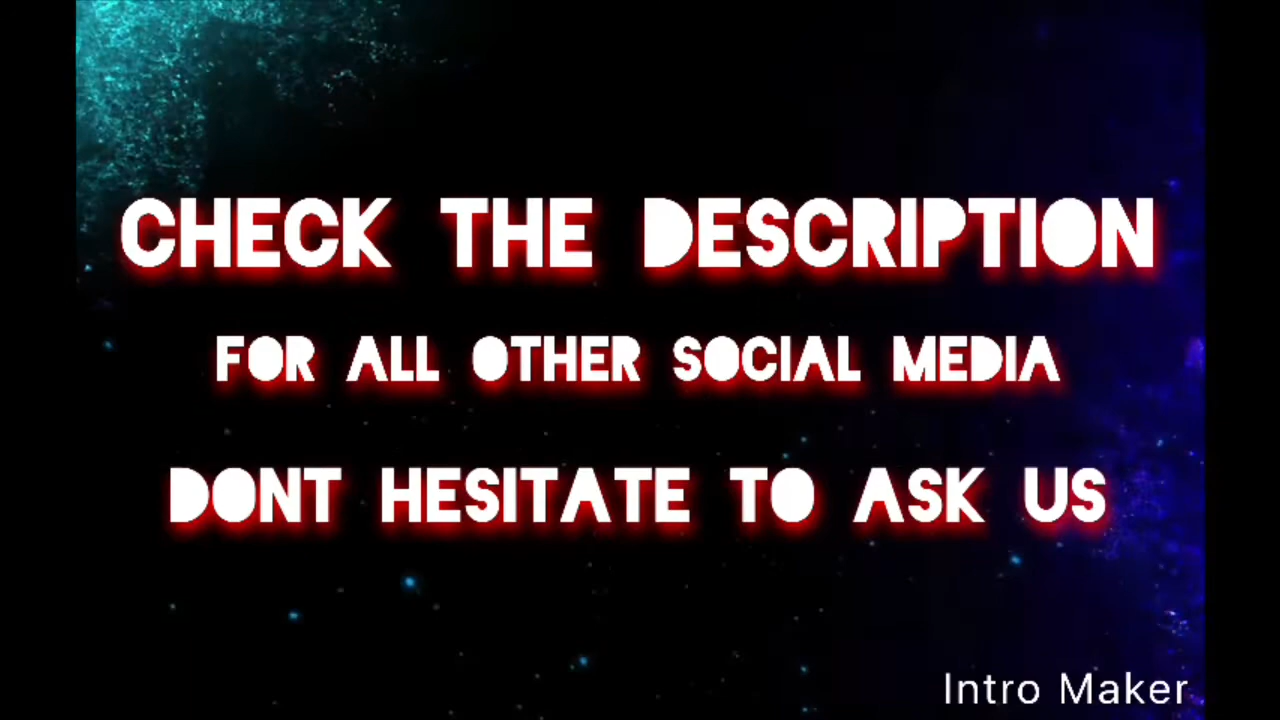 CHECK THE DESCRIPTION
FOR ALL OTHER SOCIAL MEDIA
DONT HESITATE TO ASK US
Intro Maker